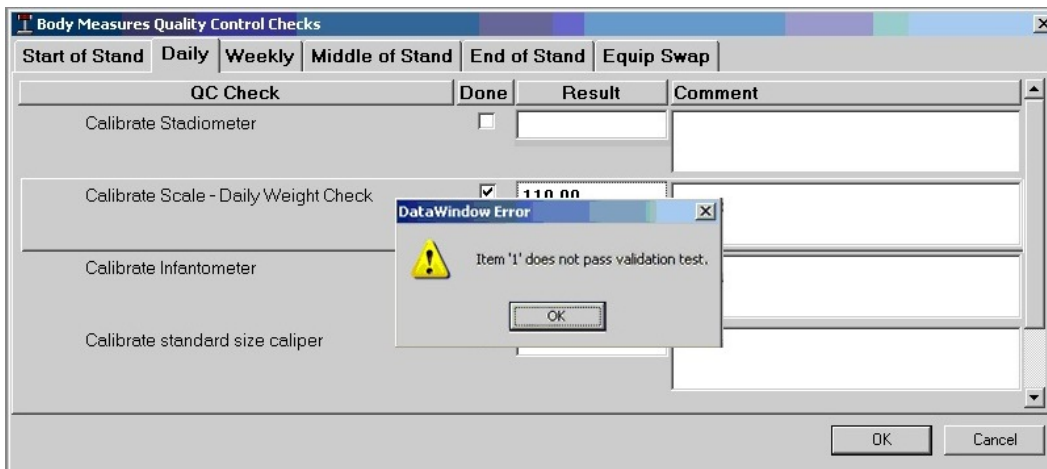 Body Measures Quality Control Checks
Start of Stand Daily Weekly Middle of Stand End of Stand Equip Swap
QC Check Done Result Comment
Calibrate Stadiometer
Calibrate Scale - Daily Weight Check 110.00
DataWindow Error
Item '1' does not pass validation test.
OK
Calibrate Infantometer
Calibrate standard size caliper
OK Cancel